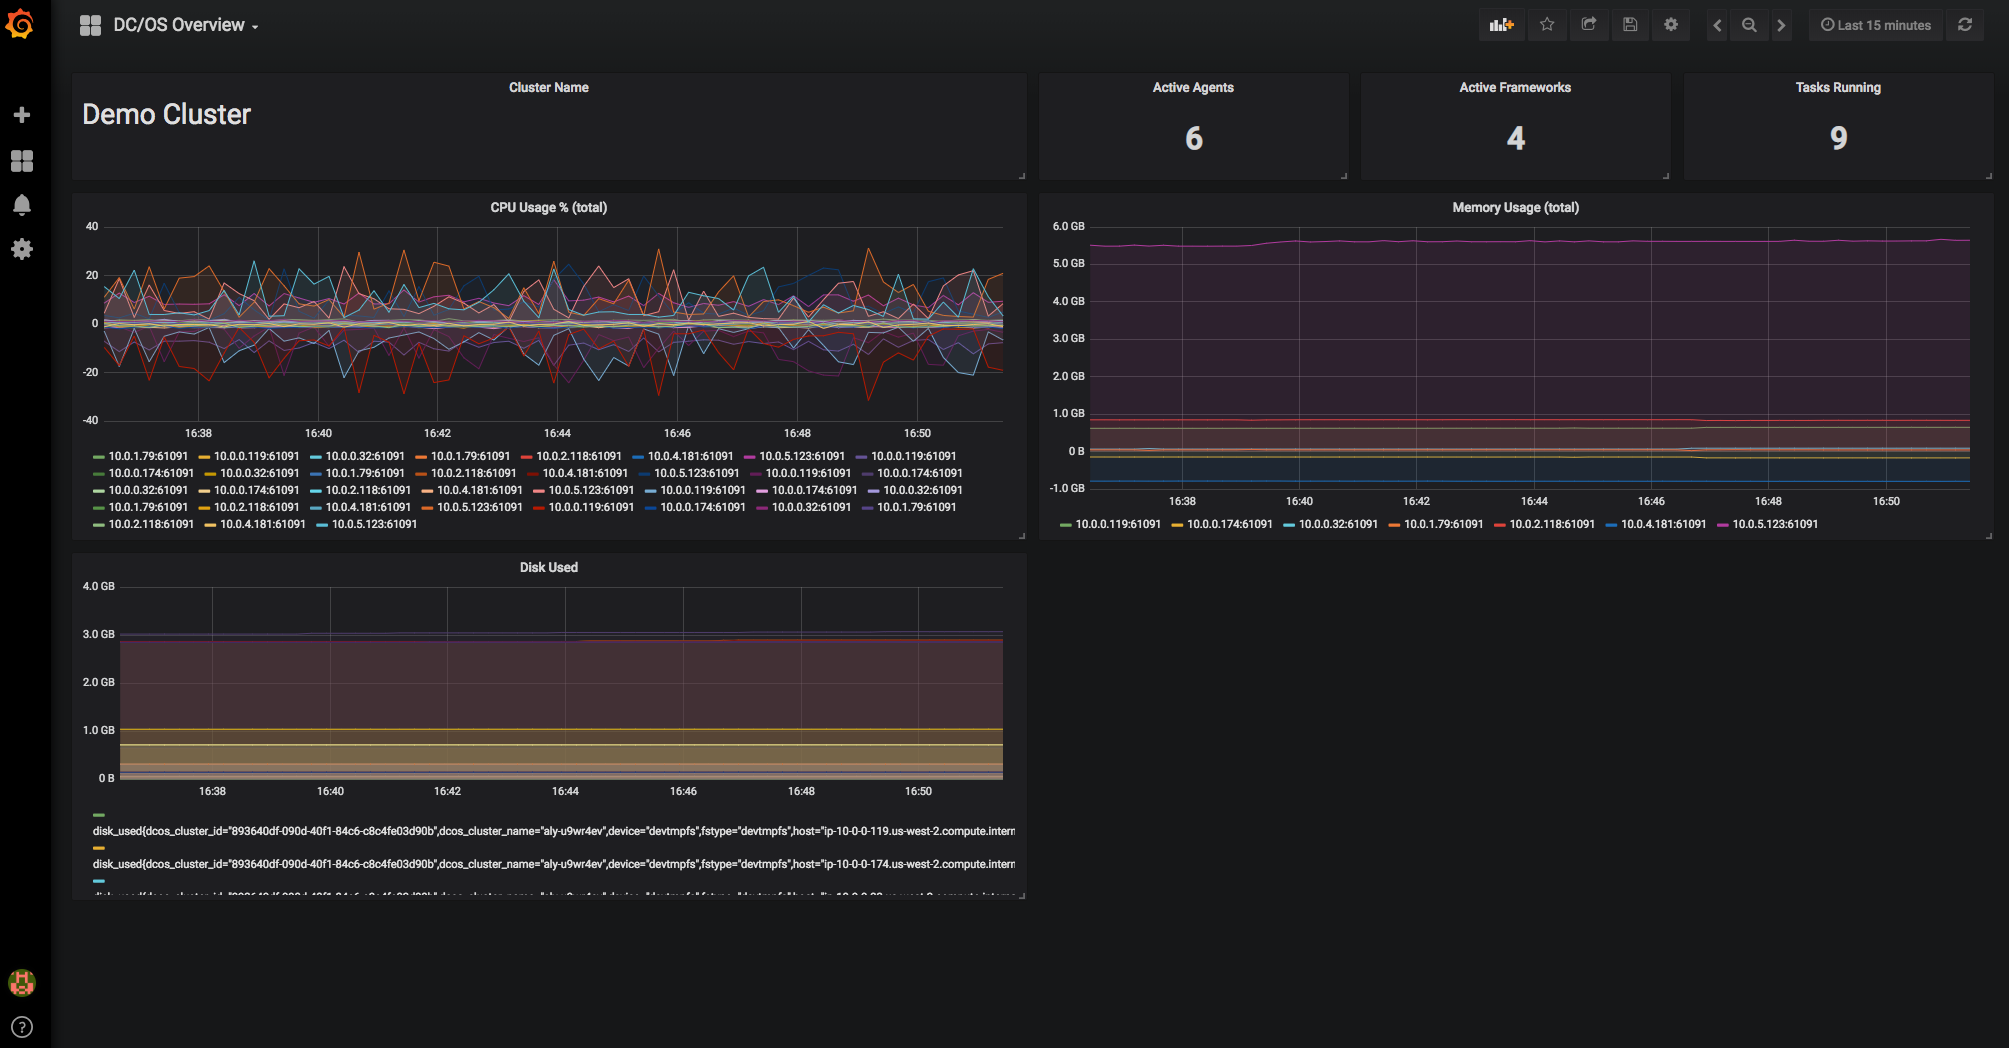 DC/OS Overview
Last 15 minutes
Cluster Name
Demo Cluster
Active Agents
6
Active Frameworks
4
Tasks Running
9
CPU Usage % (total)
40
20
0
-20
-40
16:38 16:40 16:42 16:44 16:46 16:48 16:50
10.0.1.79:61091 10.0.0.119:61091 10.0.0.32:61091 10.0.1.79:61091 10.0.2.118:61091 10.0.4.181:61091 10.0.5.123:61091 10.0.0.119:61091
10.0.0.174:61091 10.0.0.32:61091 10.0.1.79:61091 10.0.2.118:61091 10.0.4.181:61091 10.0.5.123:61091 10.0.0.119:61091 10.0.0.174:61091
10.0.0.32:61091 10.0.0.174:61091 10.0.2.118:61091 10.0.4.181:61091 10.0.5.123:61091 10.0.0.119:61091 10.0.0.174:61091 10.0.0.32:61091
10.0.1.79:61091 10.0.2.118:61091 10.0.4.181:61091 10.0.5.123:61091 10.0.0.119:61091 10.0.0.174:61091 10.0.0.32:61091 10.0.1.79:61091
10.0.2.118:61091 10.0.4.181:61091 10.0.5.123:61091
Memory Usage (total)
6.0 GB
5.0 GB
4.0 GB
3.0 GB
2.0 GB
1.0 GB
0 B
-1.0 GB
16:38 16:40 16:42 16:44 16:46 16:48 16:50
10.0.0.119:61091 10.0.0.174:61091 10.0.0.32:61091 10.0.1.79:61091 10.0.2.118:61091 10.0.4.181:61091 10.0.5.123:61091
Disk Used
4.0 GB
3.0 GB
2.0 GB
1.0 GB
0 B
16:38 16:40 16:42 16:44 16:46 16:48 16:50
disk_used{dcos_cluster_id="893640df-090d-40f1-84c6-c8c4fe03d90b",dcos_cluster_name="aly-u9wr4ev",device="devtmpfs",fstype="devtmpfs",host="ip-10-0-0-119.us-west-2.compute.intern
disk_used{dcos_cluster_id="893640df-090d-40f1-84c6-c8c4fe03d90b",dcos_cluster_name="aly-u9wr4ev",device="devtmpfs",fstype="devtmpfs",host="ip-10-0-0-174.us-west-2.compute.intern